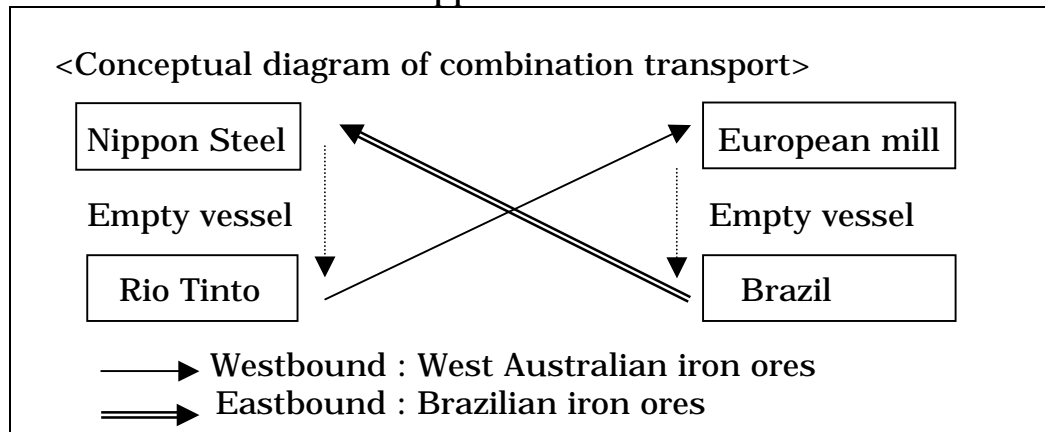 <Conceptual diagram of combination transport>
Nippon Steel
European mill
Empty vessel
Empty vessel
Rio Tinto
Brazil
Westbound : West Australian iron ores
Eastbound : Brazilian iron ores